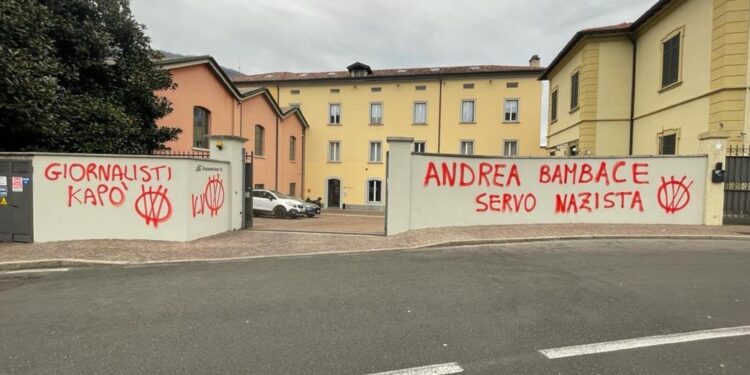 GIORNALISTI
KAPO'
V.V
ANDREA BAMBACE
SERVO NAZISTA